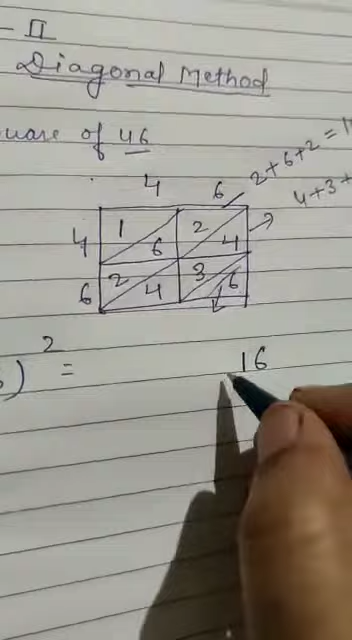 - II
Diagonal Method
uare of 46
4 6 2+6+2=1
4 1 6 2 4 4+3+
6 2 4 3 6
)² = 16